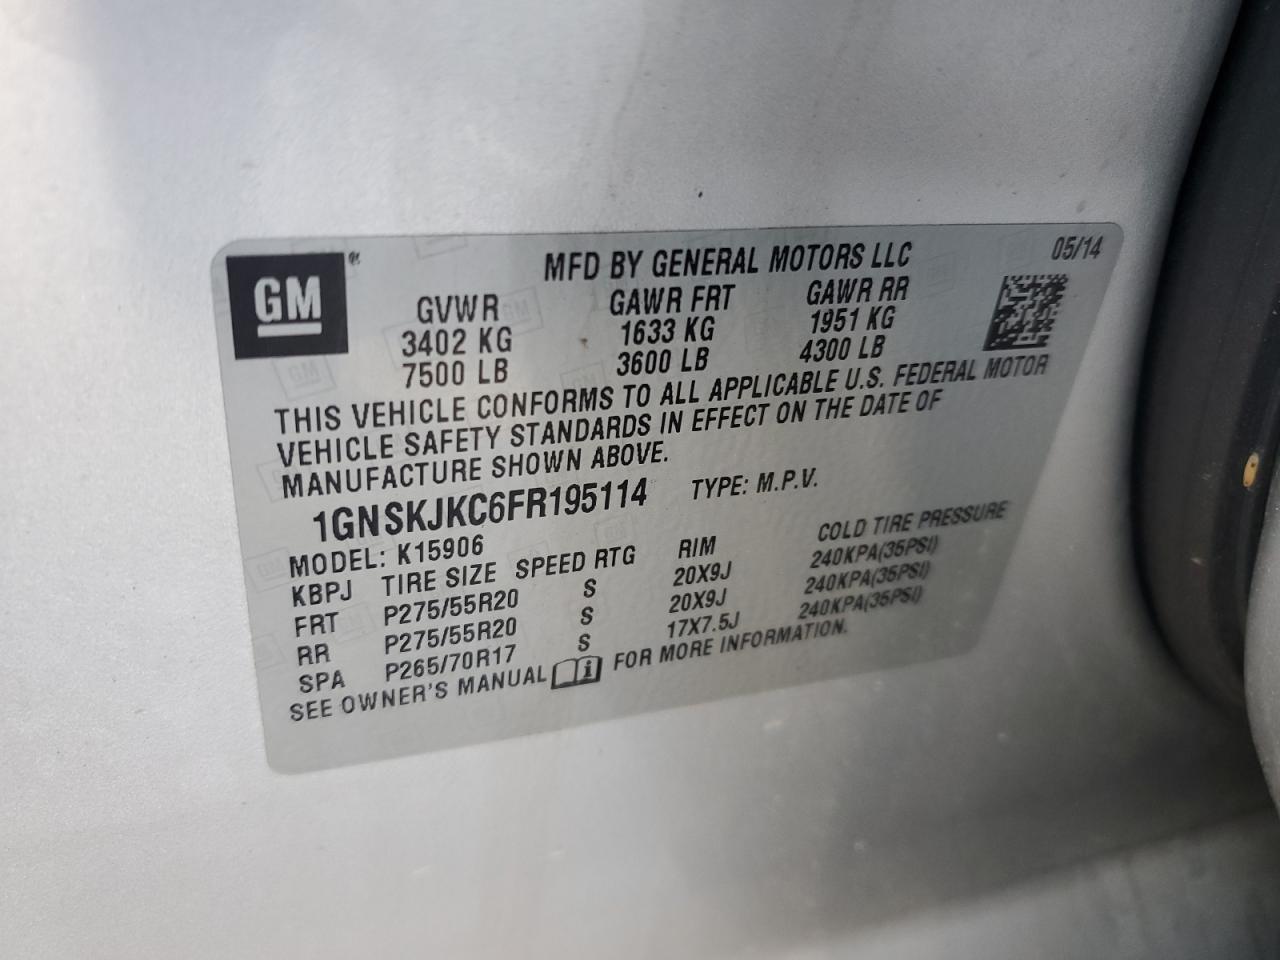 GM ®
MFD BY GENERAL MOTORS LLC 05/14
GVWR GAWR FRT GAWR RR
3402 KG 1633 KG 1951 KG
7500 LB 3600 LB 4300 LB
THIS VEHICLE CONFORMS TO ALL APPLICABLE U.S. FEDERAL MOTOR
VEHICLE SAFETY STANDARDS IN EFFECT ON THE DATE OF
MANUFACTURE SHOWN ABOVE.
1GNSKJKC6FR195114 TYPE: M.P.V.
MODEL: K15906
KBPJ TIRE SIZE SPEED RTG RIM COLD TIRE PRESSURE
FRT P275/55R20 S 20X9J 240KPA(35PSI)
RR P275/55R20 S 20X9J 240KPA(35PSI)
SPA P265/70R17 S 17X7.5J 240KPA(35PSI)
SEE OWNER'S MANUAL i FOR MORE INFORMATION.